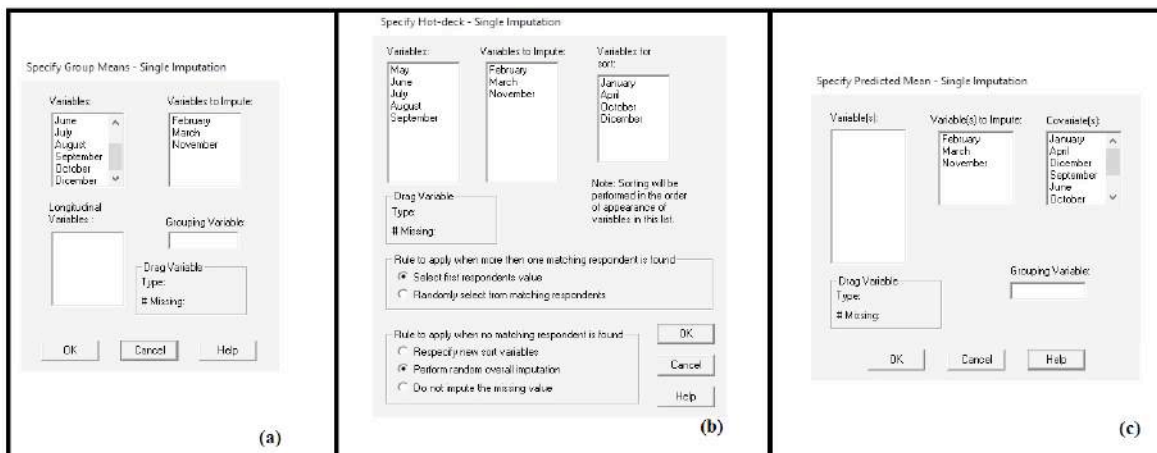 Specify Group Means - Single Imputation
Variables:
June
July
August
September
October
Dicember
Variables to Impute:
February
March
November
Longitudinal
Variables :
Grouping Variable:
Drag Variable
Type:
# Missing:
OK
Cancel
Help
(a)
Specify Hot-deck - Single Imputation
Variables:
May
June
July
August
September
Variables to Impute:
February
March
November
Variables for
sort:
January
April
October
Dicember
Drag Variable
Type:
# Missing:
Note: Sorting will be
performed in the order
of appearance of
variables in this list.
Rule to apply when more then one matching respondent is found
Select first respondents value
Randomly select from matching respondents
Rule to apply when no matching respondent is found
Respecify new sort variables
Perform random overall imputation
Do not impute the missing value
OK
Cancel
Help
(b)
Specify Predicted Mean - Single Imputation
Variable(s):
Variable(s) to Impute:
February
March
November
Covariate(s):
January
April
Dicember
September
June
October
Drag Variable
Type:
# Missing:
Grouping Variable:
OK
Cancel
Help
(c)